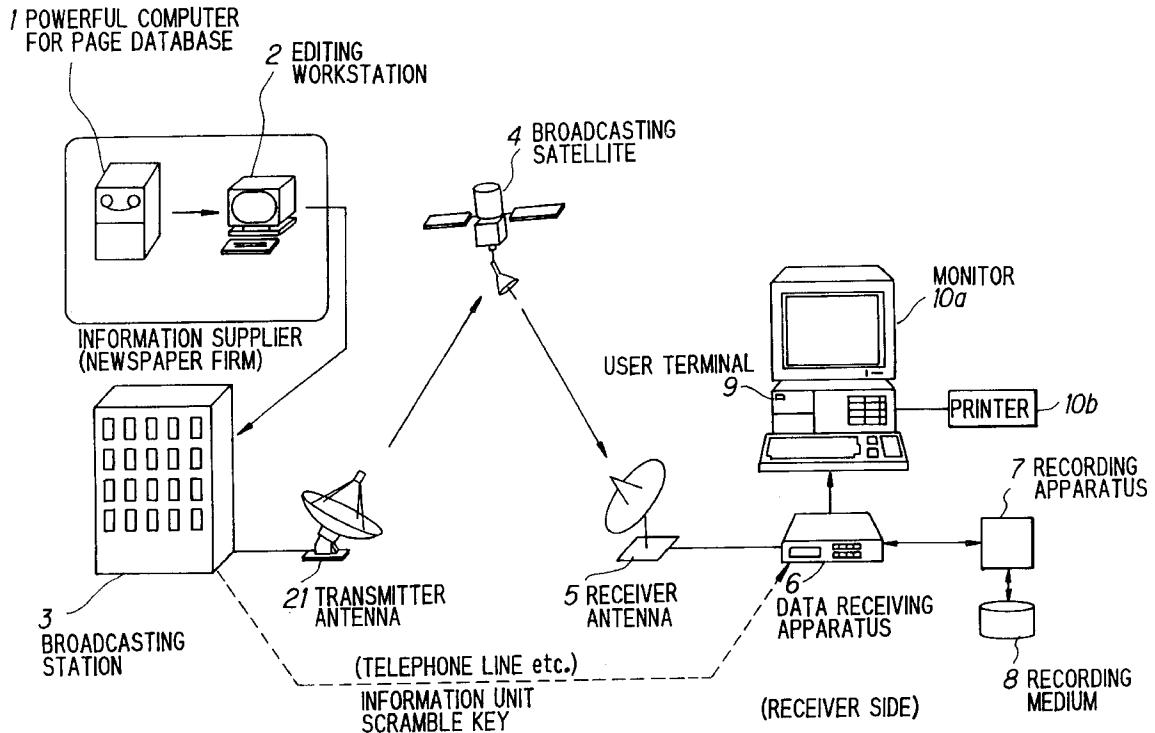 1 POWERFUL COMPUTER
FOR PAGE DATABASE
2 EDITING
WORKSTATION
4 BROADCASTING
SATELLITE
INFORMATION SUPPLIER
(NEWSPAPER FIRM)
MONITOR
10a
USER TERMINAL
9
PRINTER
10b
7 RECORDING
APPARATUS
3
BROADCASTING
STATION
21 TRANSMITTER
ANTENNA
5 RECEIVER
ANTENNA
6
DATA RECEIVING
APPARATUS
8 RECORDING
MEDIUM
(TELEPHONE LINE etc.)
INFORMATION UNIT
SCRAMBLE KEY
(RECEIVER SIDE)